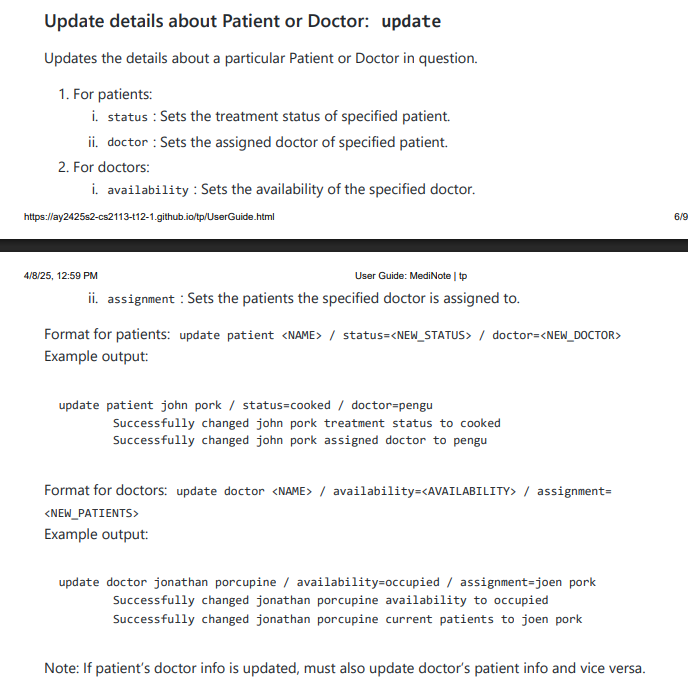 Update details about Patient or Doctor: update
Updates the details about a particular Patient or Doctor in question.
1. For patients:
i. status : Sets the treatment status of specified patient.
ii. doctor : Sets the assigned doctor of specified patient.
2. For doctors:
i. availability : Sets the availability of the specified doctor.
https://ay2425s2-cs2113-t12-1.github.io/tp/UserGuide.html 6/9
4/8/25, 12:59 PM User Guide: MediNote | tp
ii. assignment : Sets the patients the specified doctor is assigned to.
Format for patients: update patient <NAME> / status=<NEW_STATUS> / doctor=<NEW_DOCTOR>
Example output:
update patient john pork / status=cooked / doctor=pengu
Successfully changed john pork treatment status to cooked
Successfully changed john pork assigned doctor to pengu
Format for doctors: update doctor <NAME> / availability=<AVAILABILITY> / assignment=
<NEW_PATIENTS>
Example output:
update doctor jonathan porcupine / availability=occupied / assignment=joen pork
Successfully changed jonathan porcupine availability to occupied
Successfully changed jonathan porcupine current patients to joen pork
Note: If patient's doctor info is updated, must also update doctor's patient info and vice versa.